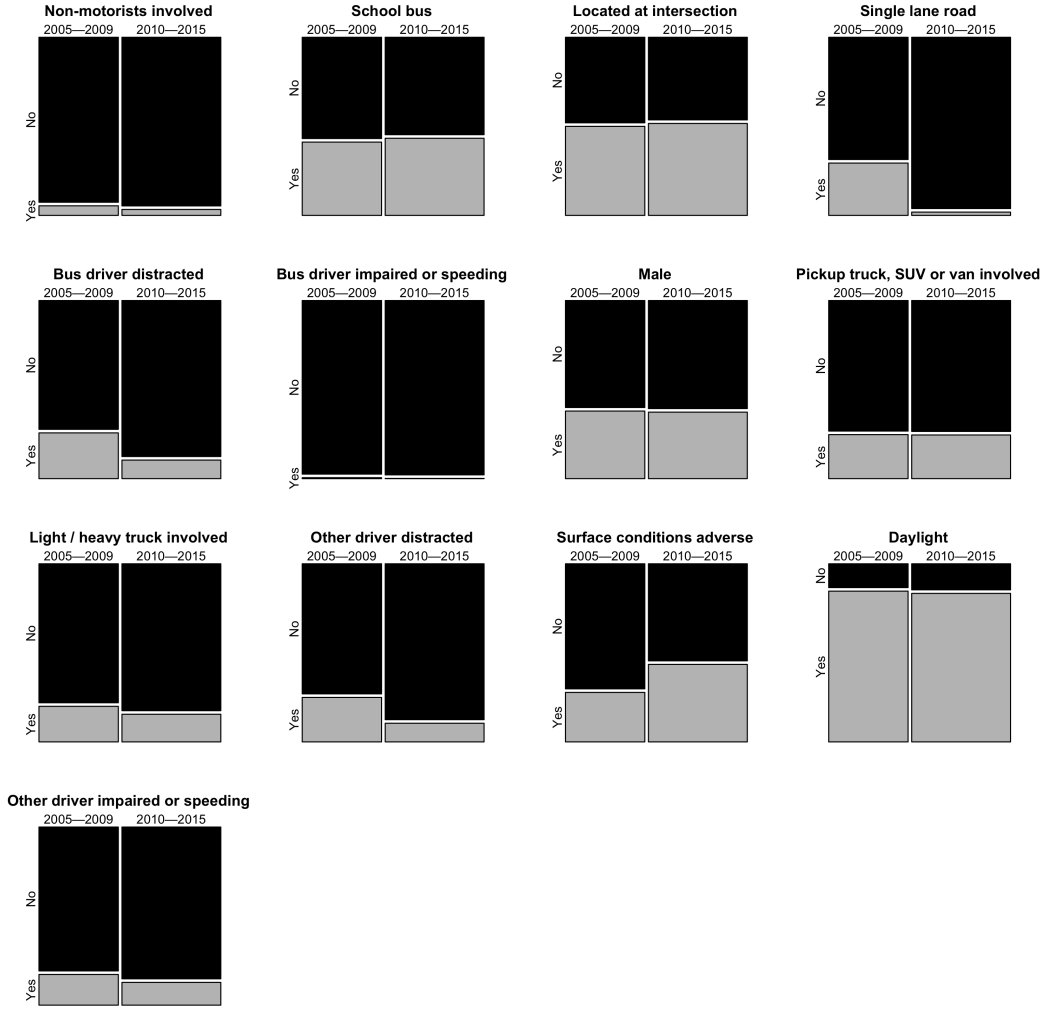 Non-motorists involved
2005—2009 2010—2015
No
Yes
School bus
2005—2009 2010—2015
No
Yes
Located at intersection
2005—2009 2010—2015
No
Yes
Single lane road
2005—2009 2010—2015
No
Yes
Bus driver distracted
2005—2009 2010—2015
No
Yes
Bus driver impaired or speeding
2005—2009 2010—2015
No
Yes
Male
2005—2009 2010—2015
No
Yes
Pickup truck, SUV or van involved
2005—2009 2010—2015
No
Yes
Light / heavy truck involved
2005—2009 2010—2015
No
Yes
Other driver distracted
2005—2009 2010—2015
No
Yes
Surface conditions adverse
2005—2009 2010—2015
No
Yes
Daylight
2005—2009 2010—2015
No
Yes
Other driver impaired or speeding
2005—2009 2010—2015
No
Yes